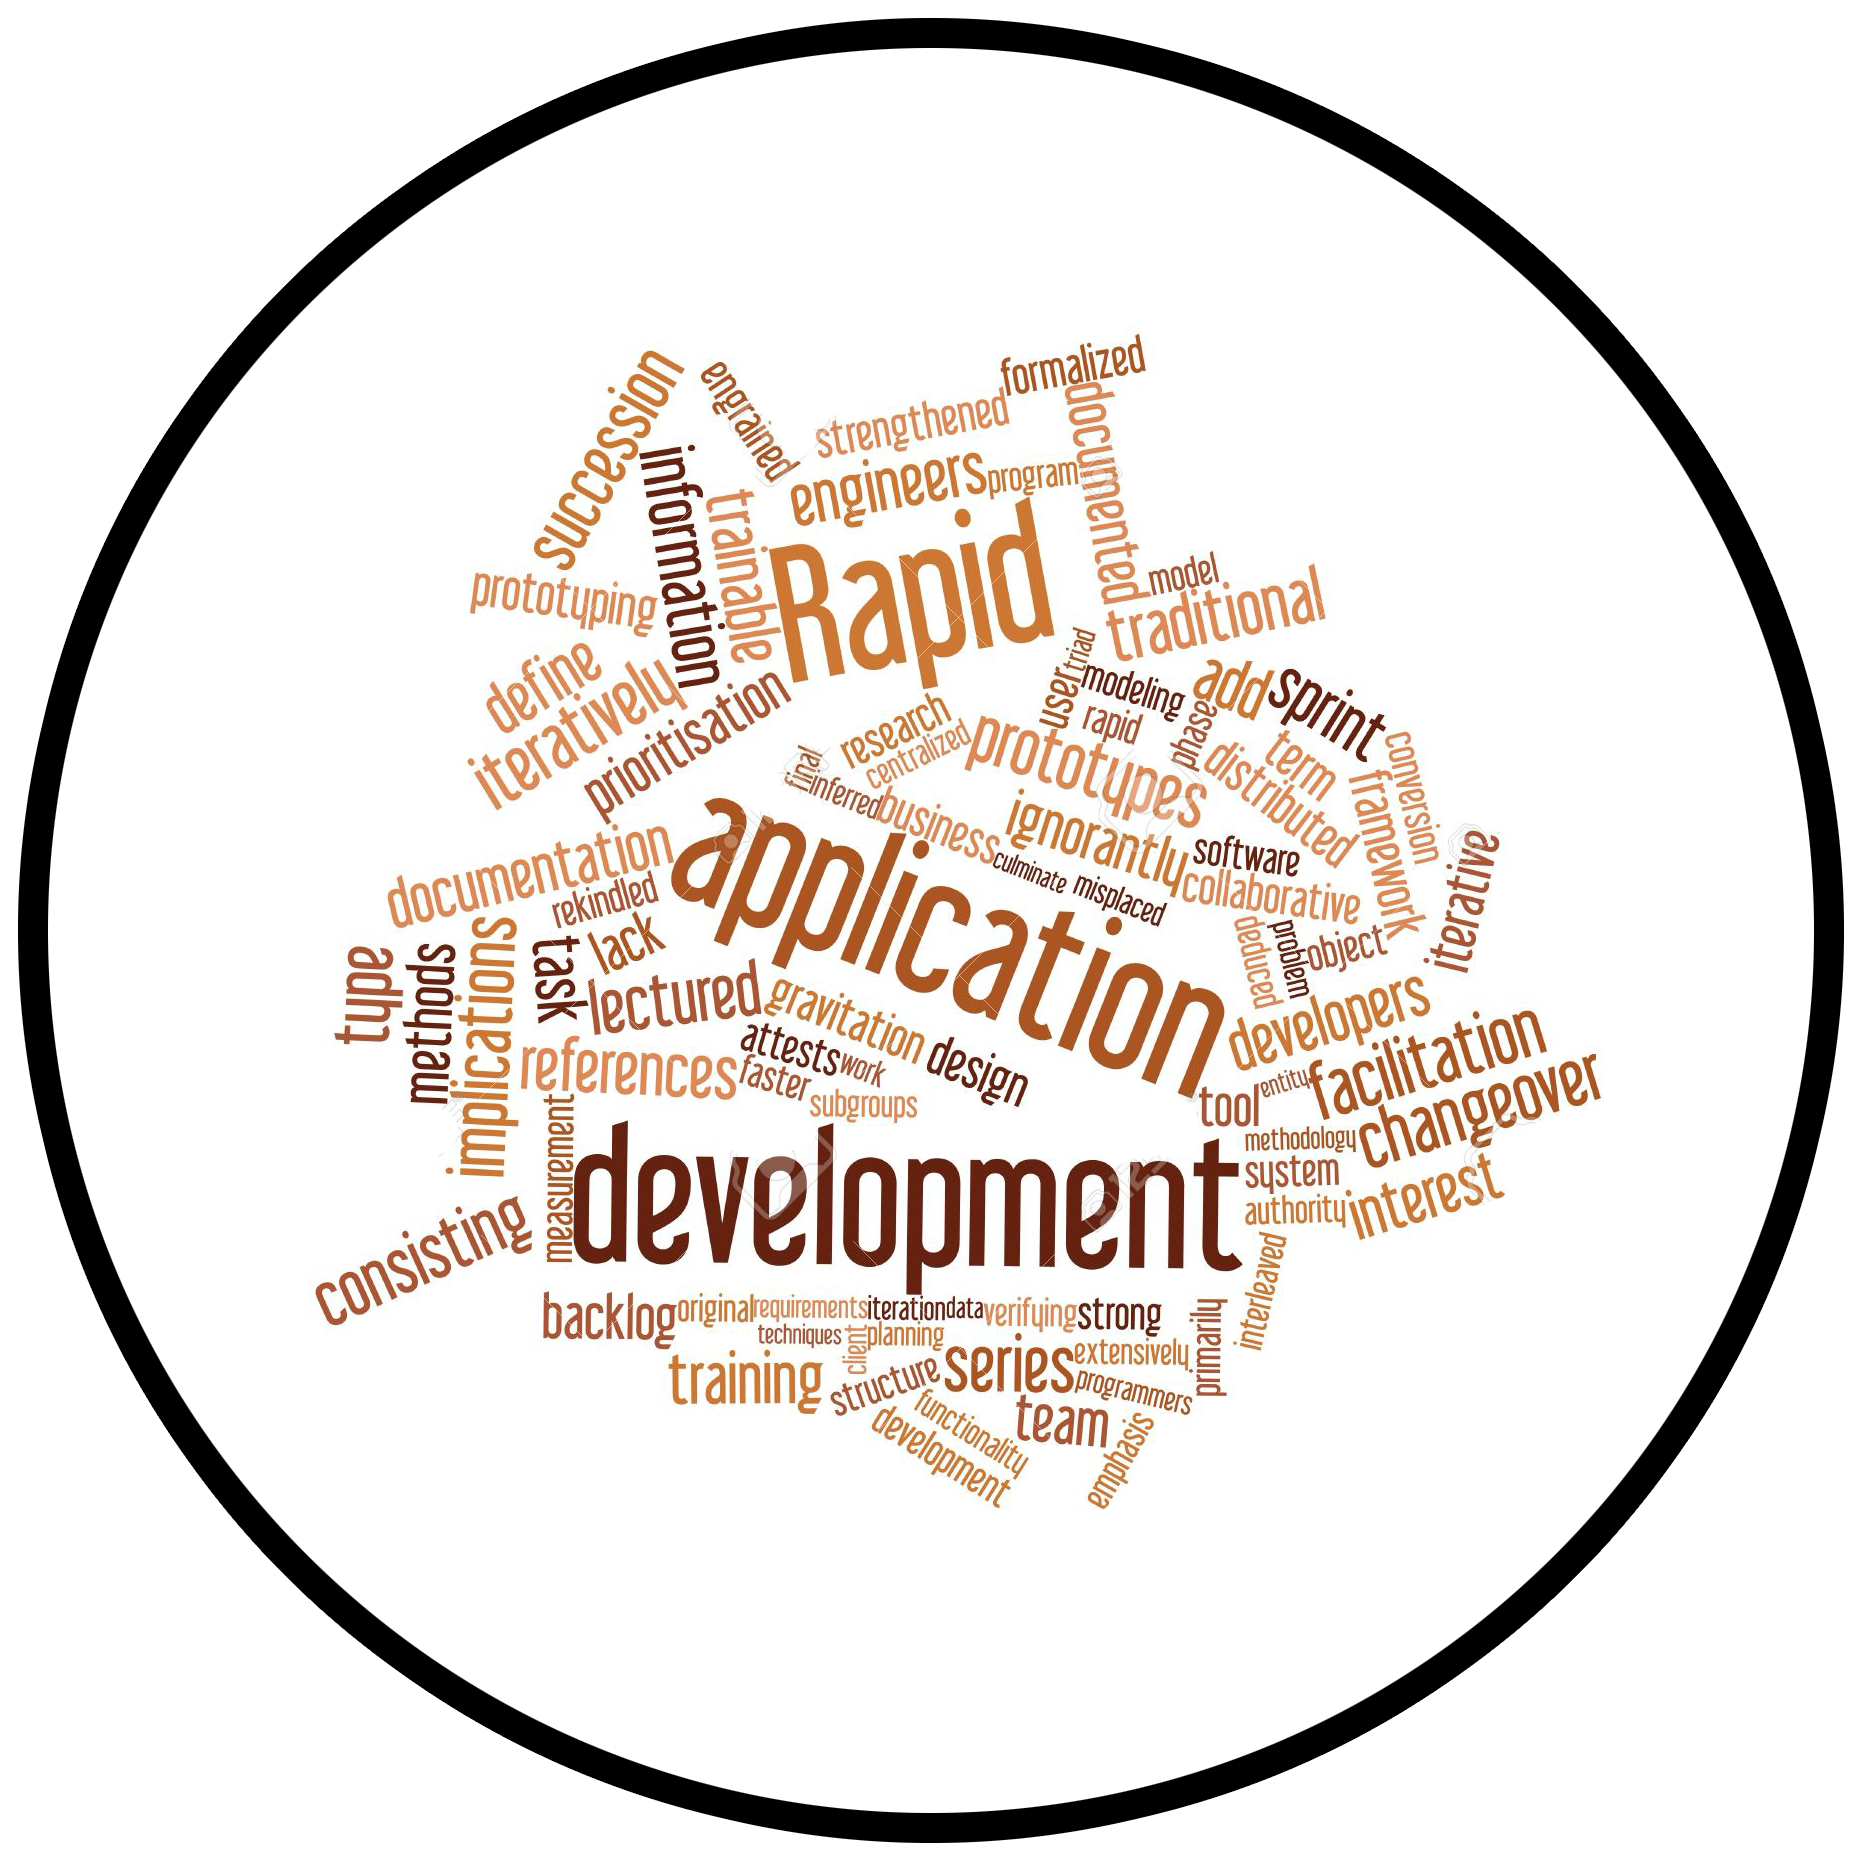 formalized
succession
engrained
strengthened
documented
information
engineers
program
trainable
Rapid
prototyping
model
traditional
triad
define
user
modeling
add
sprint
iteratively
prioritisation
research
rapid
phase
centralized
prototypes
term
conversion
distributed
final
inferred
business
framework
ignorantly
application
documentation
software
iterative
culminate
misplaced
collaborative
rekindled
lack
deduced
problem
object
type
methods
implications
task
lectured
gravitation
developers
attests
work
design
facilitation
references
faster
entity
tool
changeover
subgroups
measurement
development
methodology
system
authority
interest
consisting
interleaved
backlog
original
requirements
iteration
data
verifying
strong
primarily
techniques
client
planning
training
structure
series
extensively
programmers
functionality
team
development
emphasis